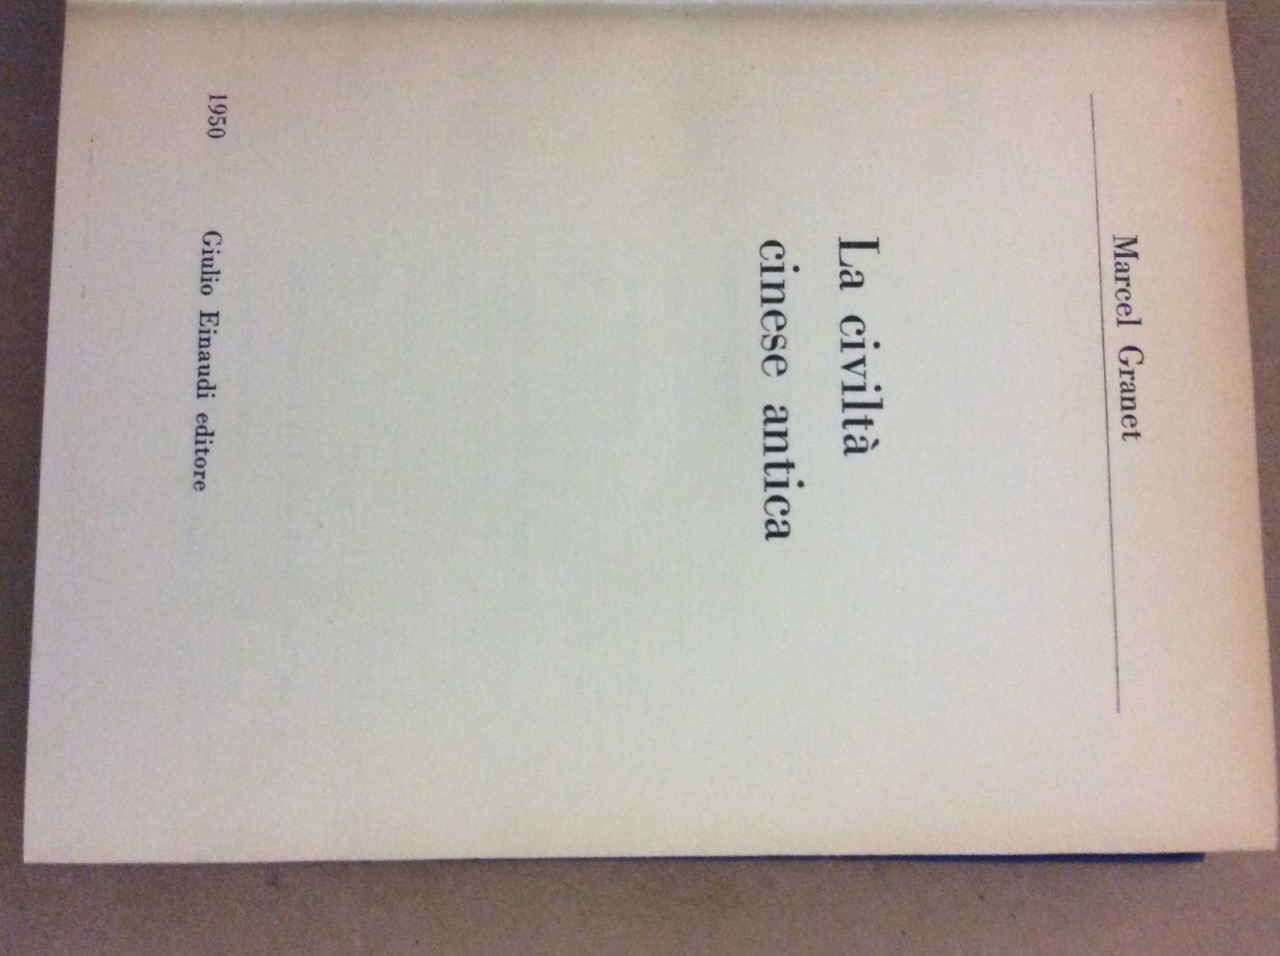 Marcel Granet
La civiltà
cinese antica
1950 Giulio Einaudi editore